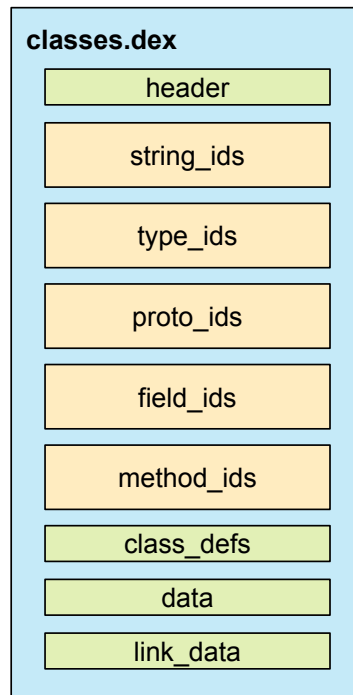 classes.dex
header
string_ids
type_ids
proto_ids
field_ids
method_ids
class_defs
data
link_data